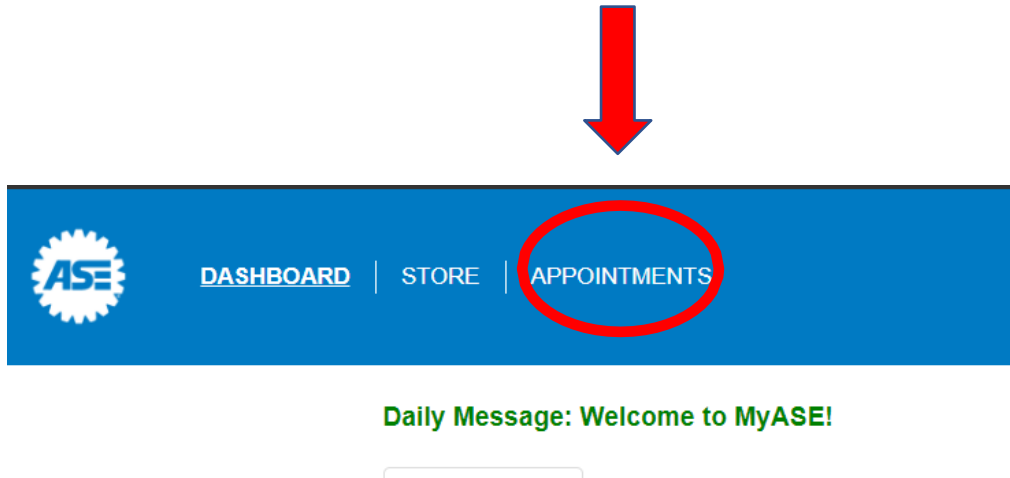 ASE
DASHBOARD | STORE | APPOINTMENTS
Daily Message: Welcome to MyASE!